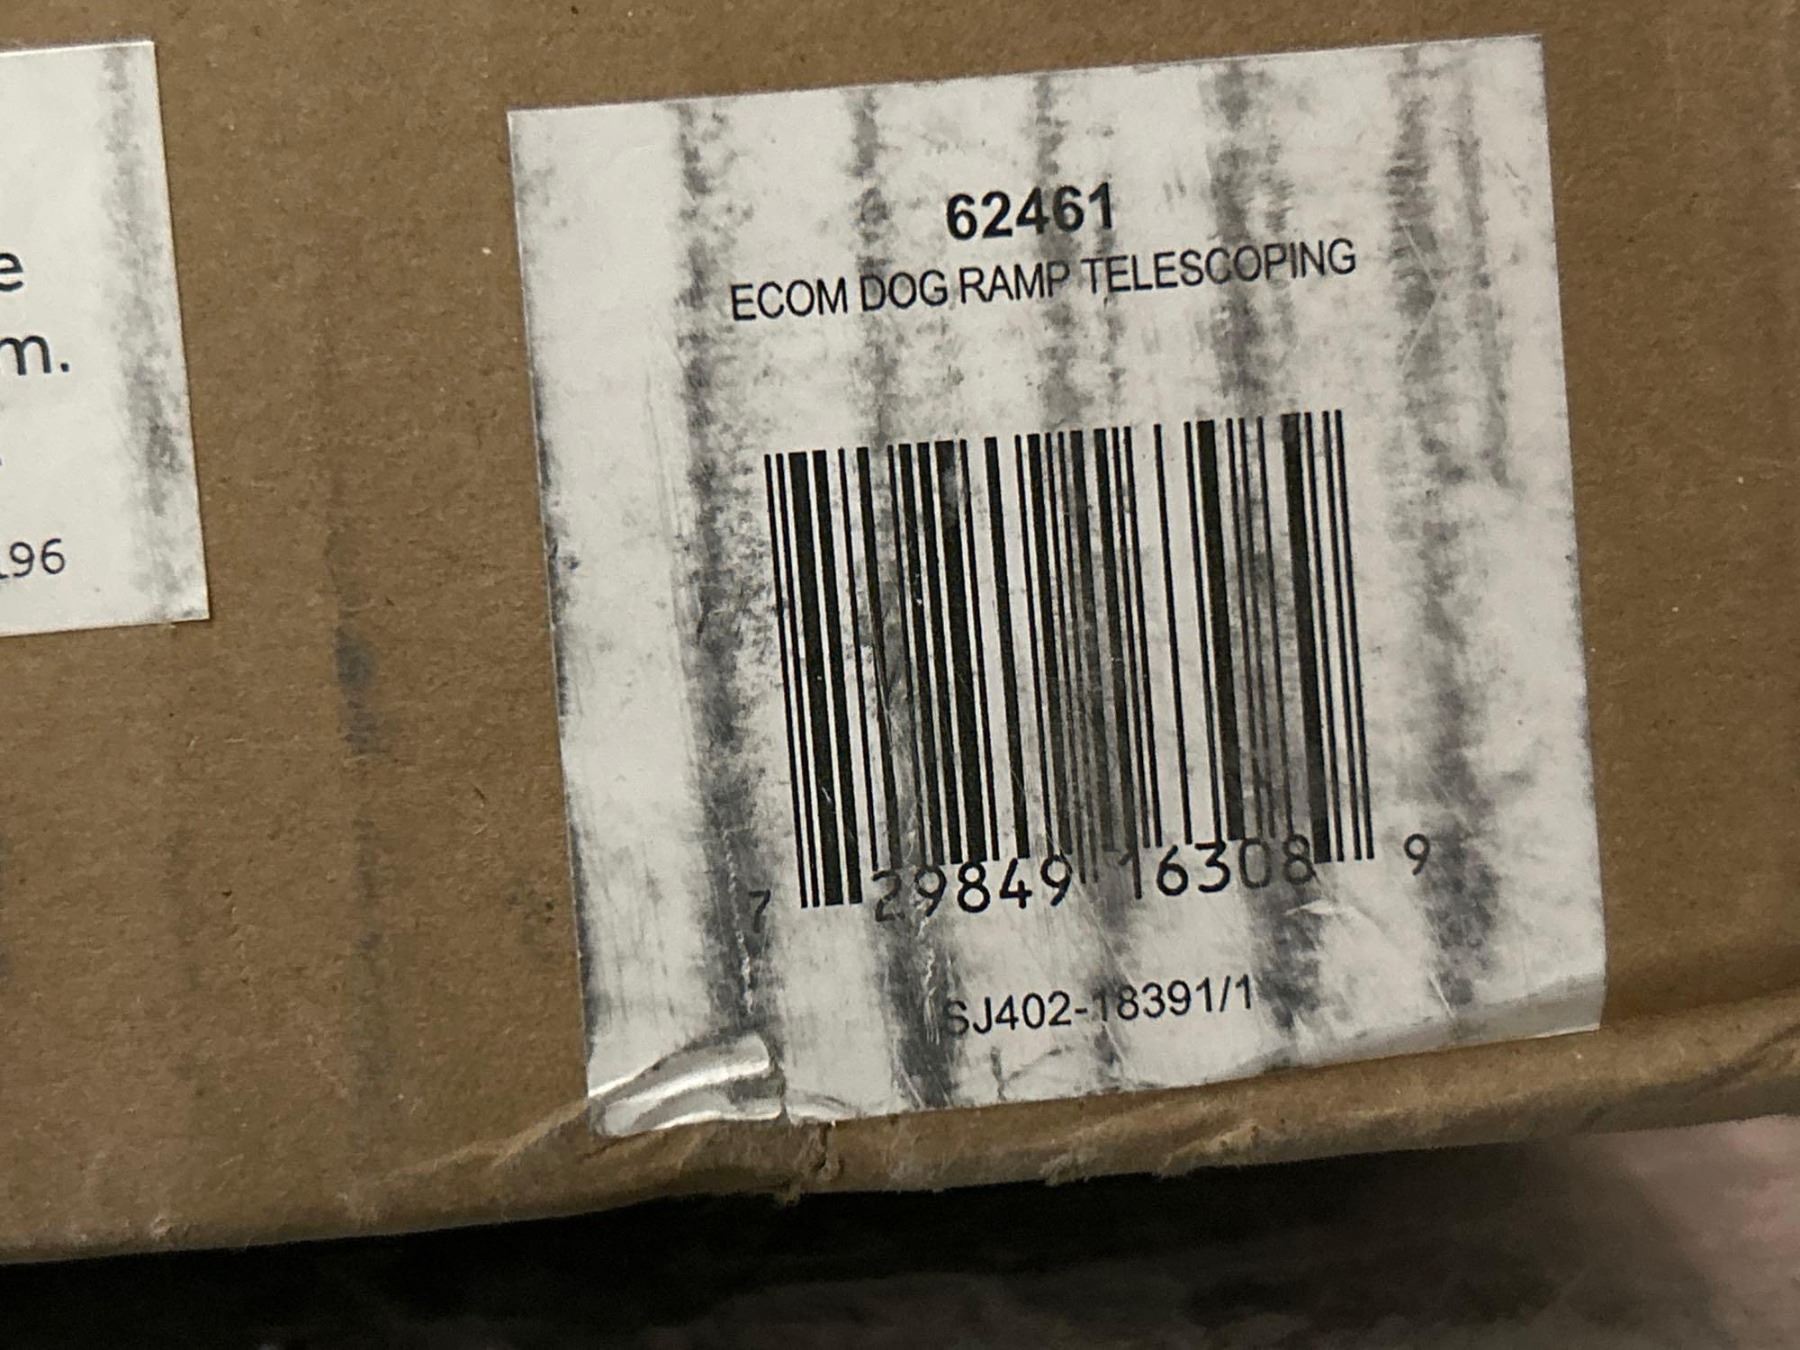 e
m.
196
62461
ECOM DOG RAMP TELESCOPING
7 29849 16308 9
SJ402-18391/1